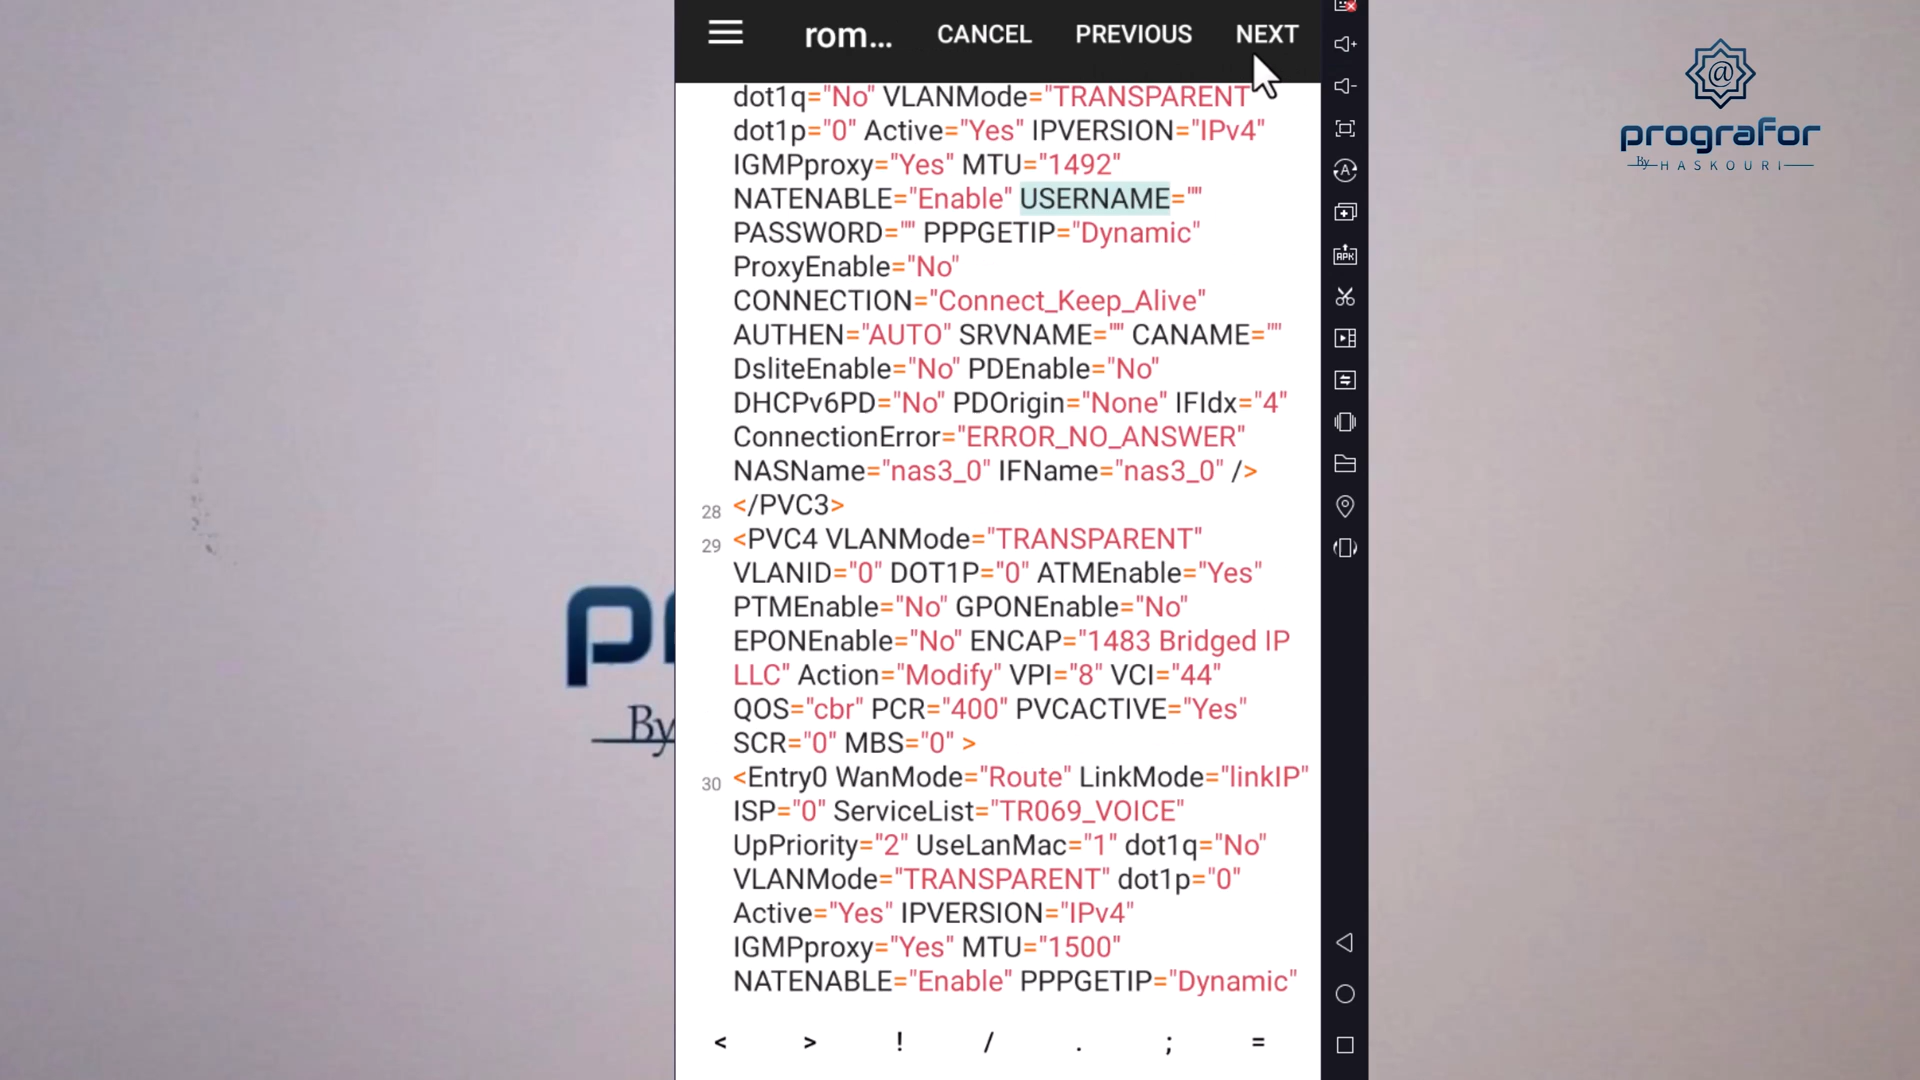 rom... CANCEL PREVIOUS NEXT
dot1q="No" VLANMode="TRANSPARENT"
dot1p="0" Active="Yes" IPVERSION="IPv4"
IGMPproxy="Yes" MTU="1492"
NATENABLE="Enable" USERNAME=""
PASSWORD="" PPPGETIP="Dynamic"
ProxyEnable="No"
CONNECTION="Connect_Keep_Alive"
AUTHEN="AUTO" SRVNAME="" CANAME=""
DsliteEnable="No" PDEnable="No"
DHCPv6PD="No" PDOrigin="None" IFIdx="4"
ConnectionError="ERROR_NO_ANSWER"
NASName="nas3_0" IFName="nas3_0" />
28 </PVC3>
29 <PVC4 VLANMode="TRANSPARENT"
VLANID="0" DOT1P="0" ATMEnable="Yes"
PTMEnable="No" GPONEnable="No"
EPONEnable="No" ENCAP="1483 Bridged IP
LLC" Action="Modify" VPI="8" VCI="44"
QOS="cbr" PCR="400" PVCACTIVE="Yes"
SCR="0" MBS="0" >
30 <Entry0 WanMode="Route" LinkMode="linkIP"
ISP="0" ServiceList="TR069_VOICE"
UpPriority="2" UseLanMac="1" dot1q="No"
VLANMode="TRANSPARENT" dot1p="0"
Active="Yes" IPVERSION="IPv4"
IGMPproxy="Yes" MTU="1500"
NATENABLE="Enable" PPPGETIP="Dynamic"
< > ! / . ; =
APK
@
prografor
By HASKOURI
p
By